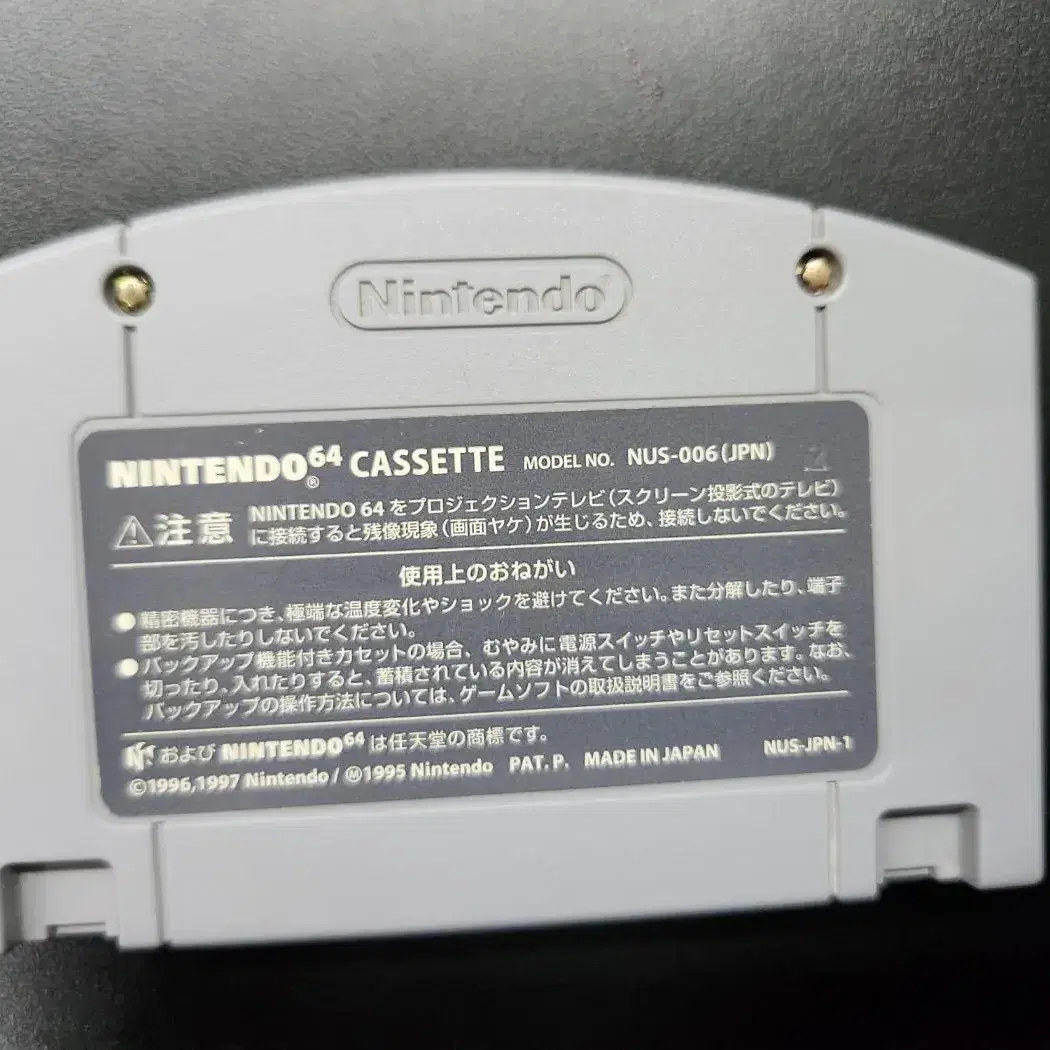 Nintendo
NINTENDO64® CASSETTE MODEL NO. NUS-006(JPN)
⚠注意 NINTENDO 64 をプロジェクションテレビ(スクリーン投影式のテレビ)
に接続すると残像現象(画面ヤケ)が生じるため、接続しないでください。
使用上のおねがい
●精密機器につき、極端な温度変化やショックを避けてください。また分解したり、端子
部を汚したりしないでください。
●バックアップ機能付きカセットの場合、むやみに電源スイッチやリセットスイッチを
切ったり、入れたりすると、蓄積されている内容が消えてしまうことがあります。なお、
バックアップの操作方法については、ゲームソフトの取扱説明書をご参照ください。
および NINTENDO64 は任天堂の商標です。
©1996,1997 Nintendo / Ⓜ1995 Nintendo PAT. P. MADE IN JAPAN NUS-JPN-1